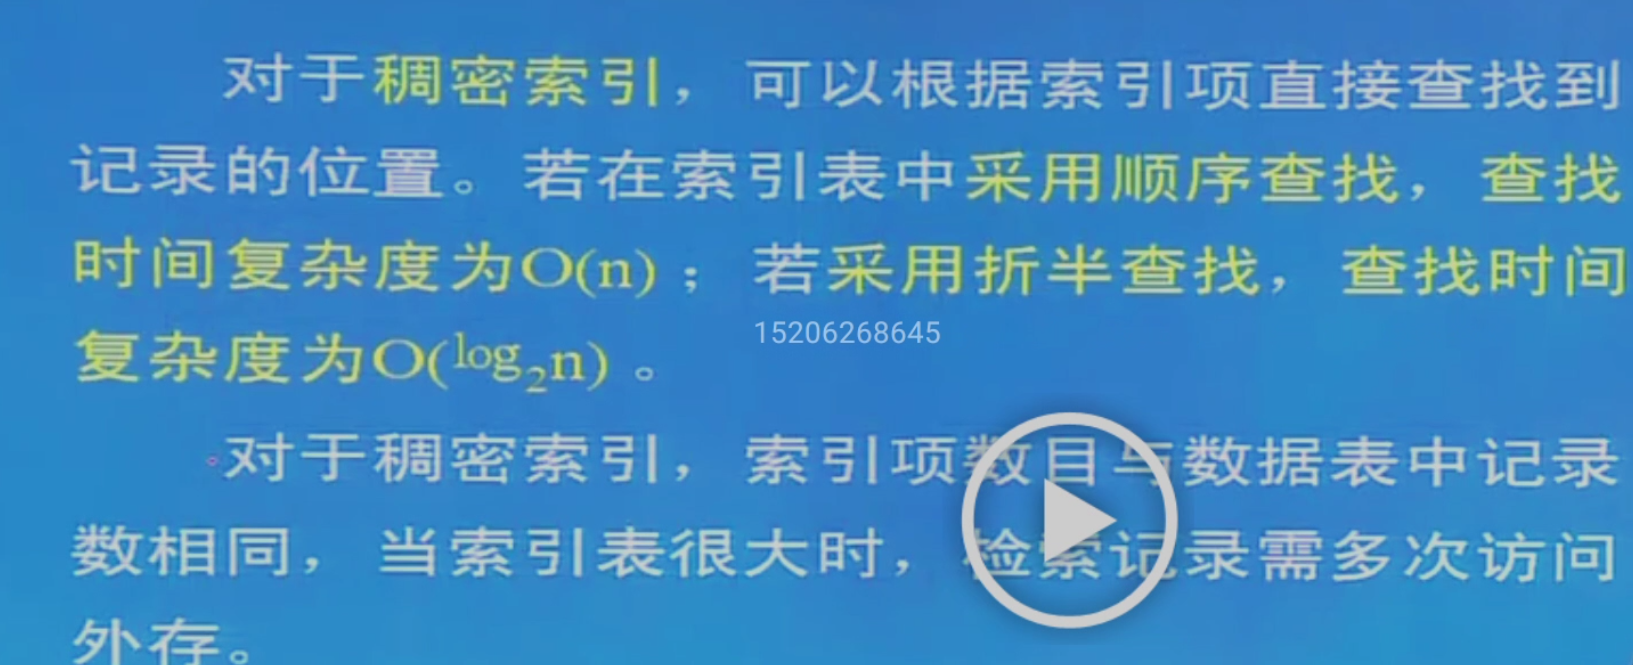 对于稠密索引，可以根据索引项直接查找到
记录的位置。若在索引表中采用顺序查找，查找
时间复杂度为O(n)；若采用折半查找，查找时间
15206268645
复杂度为O(log₂n)。
对于稠密索引，索引项数目与数据表中记录
数相同，当索引表很大时，检索记录需多次访问
外存。